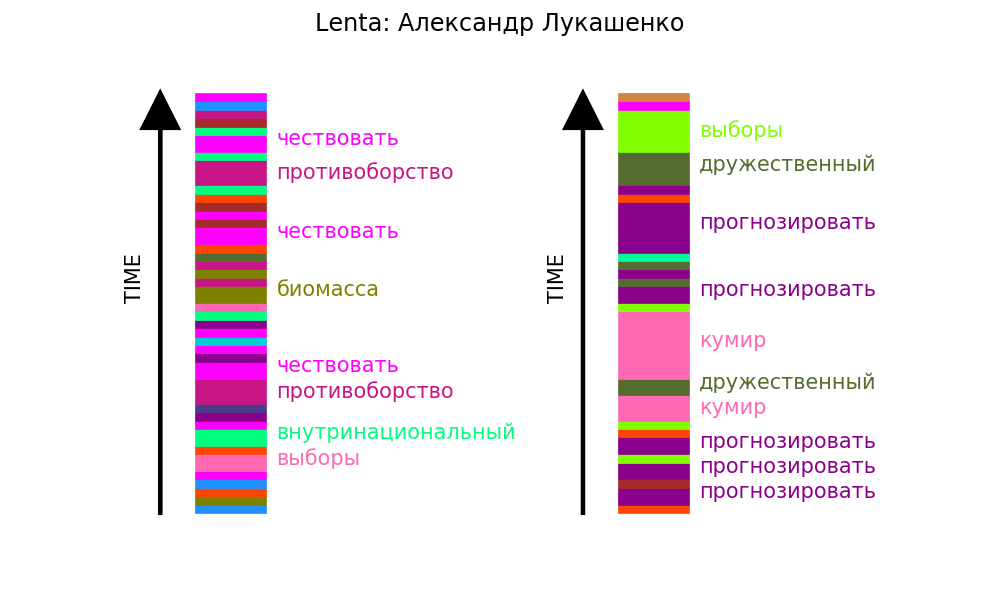 Lenta: Александр Лукашенко
TIME
чествовать
противоборство
чествовать
биомасса
чествовать
противоборство
внутринациональный
выборы
TIME
выборы
дружественный
прогнозировать
прогнозировать
кумир
дружественный
кумир
прогнозировать
прогнозировать
прогнозировать